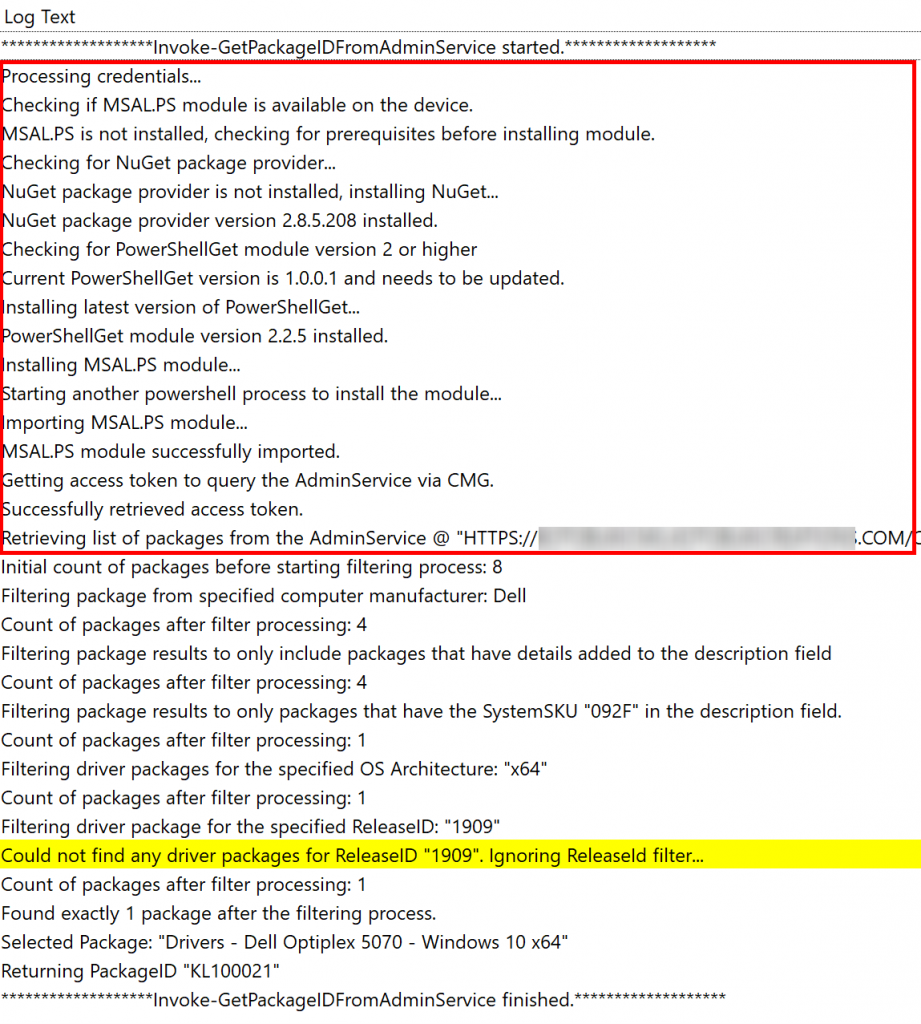 Log Text
*******************Invoke-GetPackageIDFromAdminService started.*******************
Processing credentials...
Checking if MSAL.PS module is available on the device.
MSAL.PS is not installed, checking for prerequisites before installing module.
Checking for NuGet package provider...
NuGet package provider is not installed, installing NuGet...
NuGet package provider version 2.8.5.208 installed.
Checking for PowerShellGet module version 2 or higher
Current PowerShellGet version is 1.0.0.1 and needs to be updated.
Installing latest version of PowerShellGet...
PowerShellGet module version 2.2.5 installed.
Installing MSAL.PS module...
Starting another powershell process to install the module...
Importing MSAL.PS module...
MSAL.PS module successfully imported.
Getting access token to query the AdminService via CMG.
Successfully retrieved access token.
Retrieving list of packages from the AdminService @ "HTTPS:// .COM/
Initial count of packages before starting filtering process: 8
Filtering package from specified computer manufacturer: Dell
Count of packages after filter processing: 4
Filtering package results to only include packages that have details added to the description field
Count of packages after filter processing: 4
Filtering package results to only packages that have the SystemSKU "092F" in the description field.
Count of packages after filter processing: 1
Filtering driver packages for the specified OS Architecture: "x64"
Count of packages after filter processing: 1
Filtering driver package for the specified ReleaseID: "1909"
Could not find any driver packages for ReleaseID "1909". Ignoring ReleaseId filter...
Count of packages after filter processing: 1
Found exactly 1 package after the filtering process.
Selected Package: "Drivers - Dell Optiplex 5070 - Windows 10 x64"
Returning PackageID "KL100021"
*******************Invoke-GetPackageIDFromAdminService finished.*******************